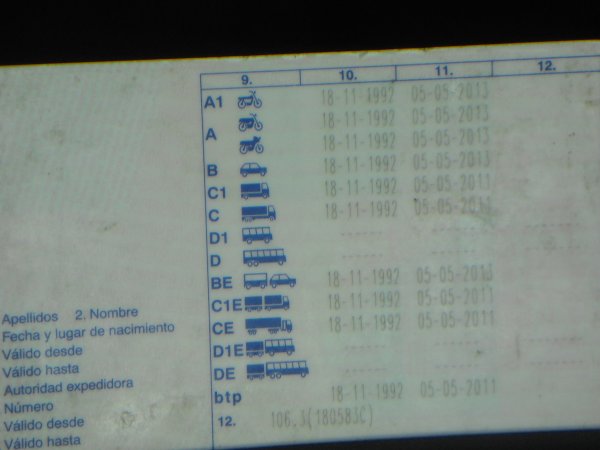 9. 10. 11. 12.
A1 18-11-1992 05-05-2013
A 18-11-1992 05-05-2013
18-11-1992 05-05-2013
B 18-11-1992 05-05-2013
C1 18-11-1992 05-05-2011
C 18-11-1992 05-05-2011
D1 ------ ------ ------
D ------ ------ ------
BE 18-11-1992 05-05-2013
C1E 18-11-1992 05-05-2011
CE 18-11-1992 05-05-2011
D1E ------ ------ ------
DE ------ ------ ------
btp 18-11-1992 05-05-2011
12. 106.3(180583C)
Apellidos 2, Nombre
Fecha y lugar de nacimiento
Válido desde
Válido hasta
Autoridad expedidora
Número
Válido desde
Válido hasta